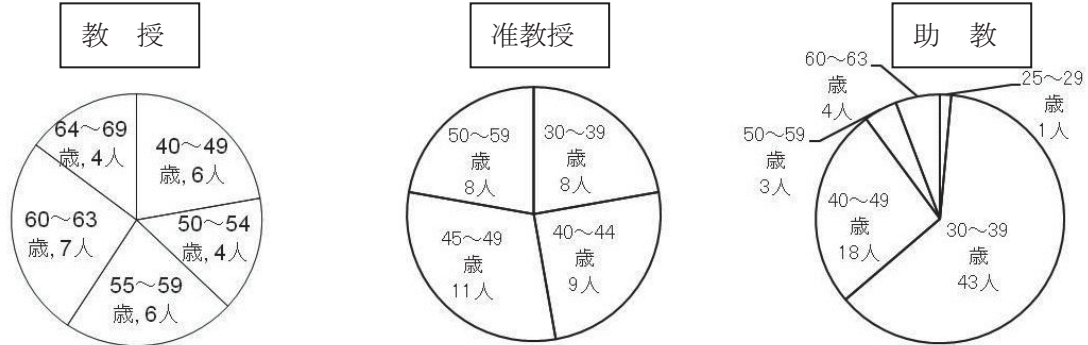 教 授
64～69
歳, 4人
40～49
歳, 6人
60～63
歳, 7人
50～54
歳, 4人
55～59
歳, 6人
准教授
50～59
歳
8人
30～39
歳
8人
45～49
歳
11人
40～44
歳
9人
助 教
60～63
歳
4人
25～29
歳
1人
50～59
歳
3人
40～49
歳
18人
30～39
歳
43人